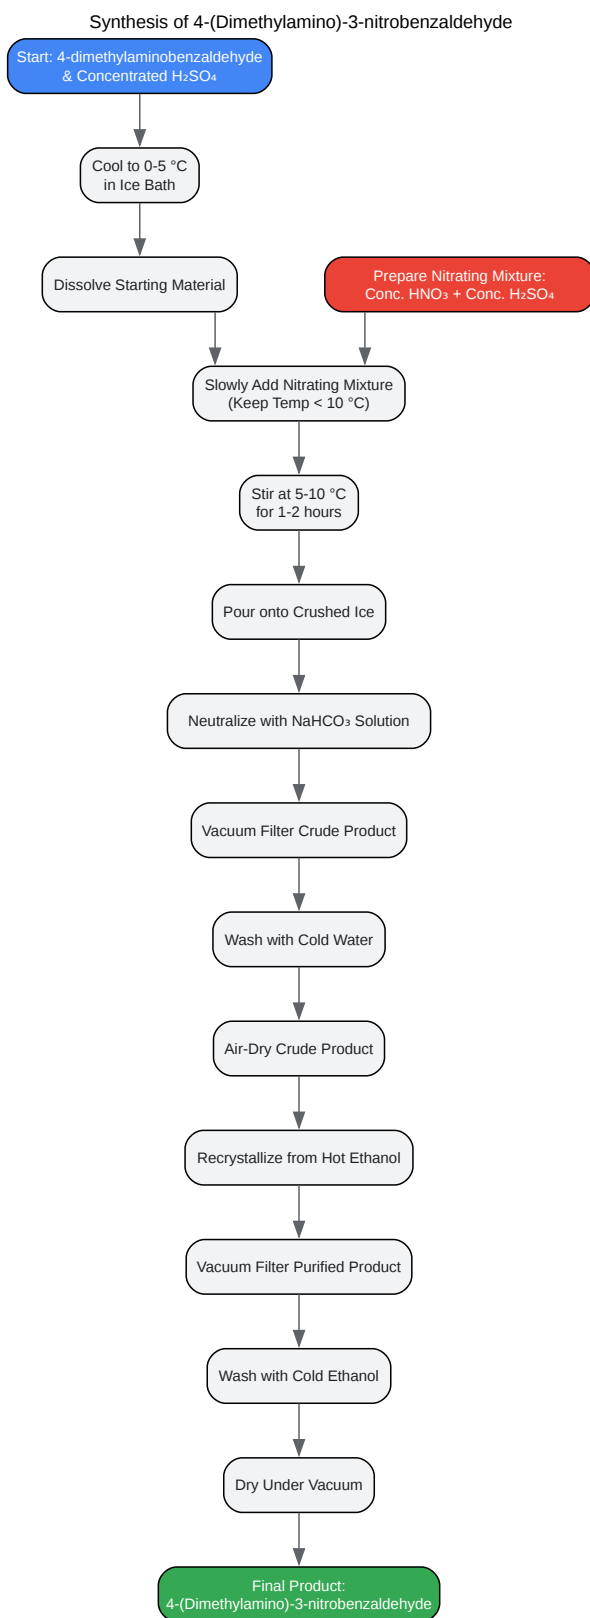 Synthesis of 4-(Dimethylamino)-3-nitrobenzaldehyde
Start: 4-dimethylaminobenzaldehyde
& Concentrated H₂SO₄
Cool to 0-5 °C
in Ice Bath
Dissolve Starting Material
Prepare Nitrating Mixture:
Conc. HNO₃ + Conc. H₂SO₄
Slowly Add Nitrating Mixture
(Keep Temp < 10 °C)
Stir at 5-10 °C
for 1-2 hours
Pour onto Crushed Ice
Neutralize with NaHCO₃ Solution
Vacuum Filter Crude Product
Wash with Cold Water
Air-Dry Crude Product
Recrystallize from Hot Ethanol
Vacuum Filter Purified Product
Wash with Cold Ethanol
Dry Under Vacuum
Final Product:
4-(Dimethylamino)-3-nitrobenzaldehyde